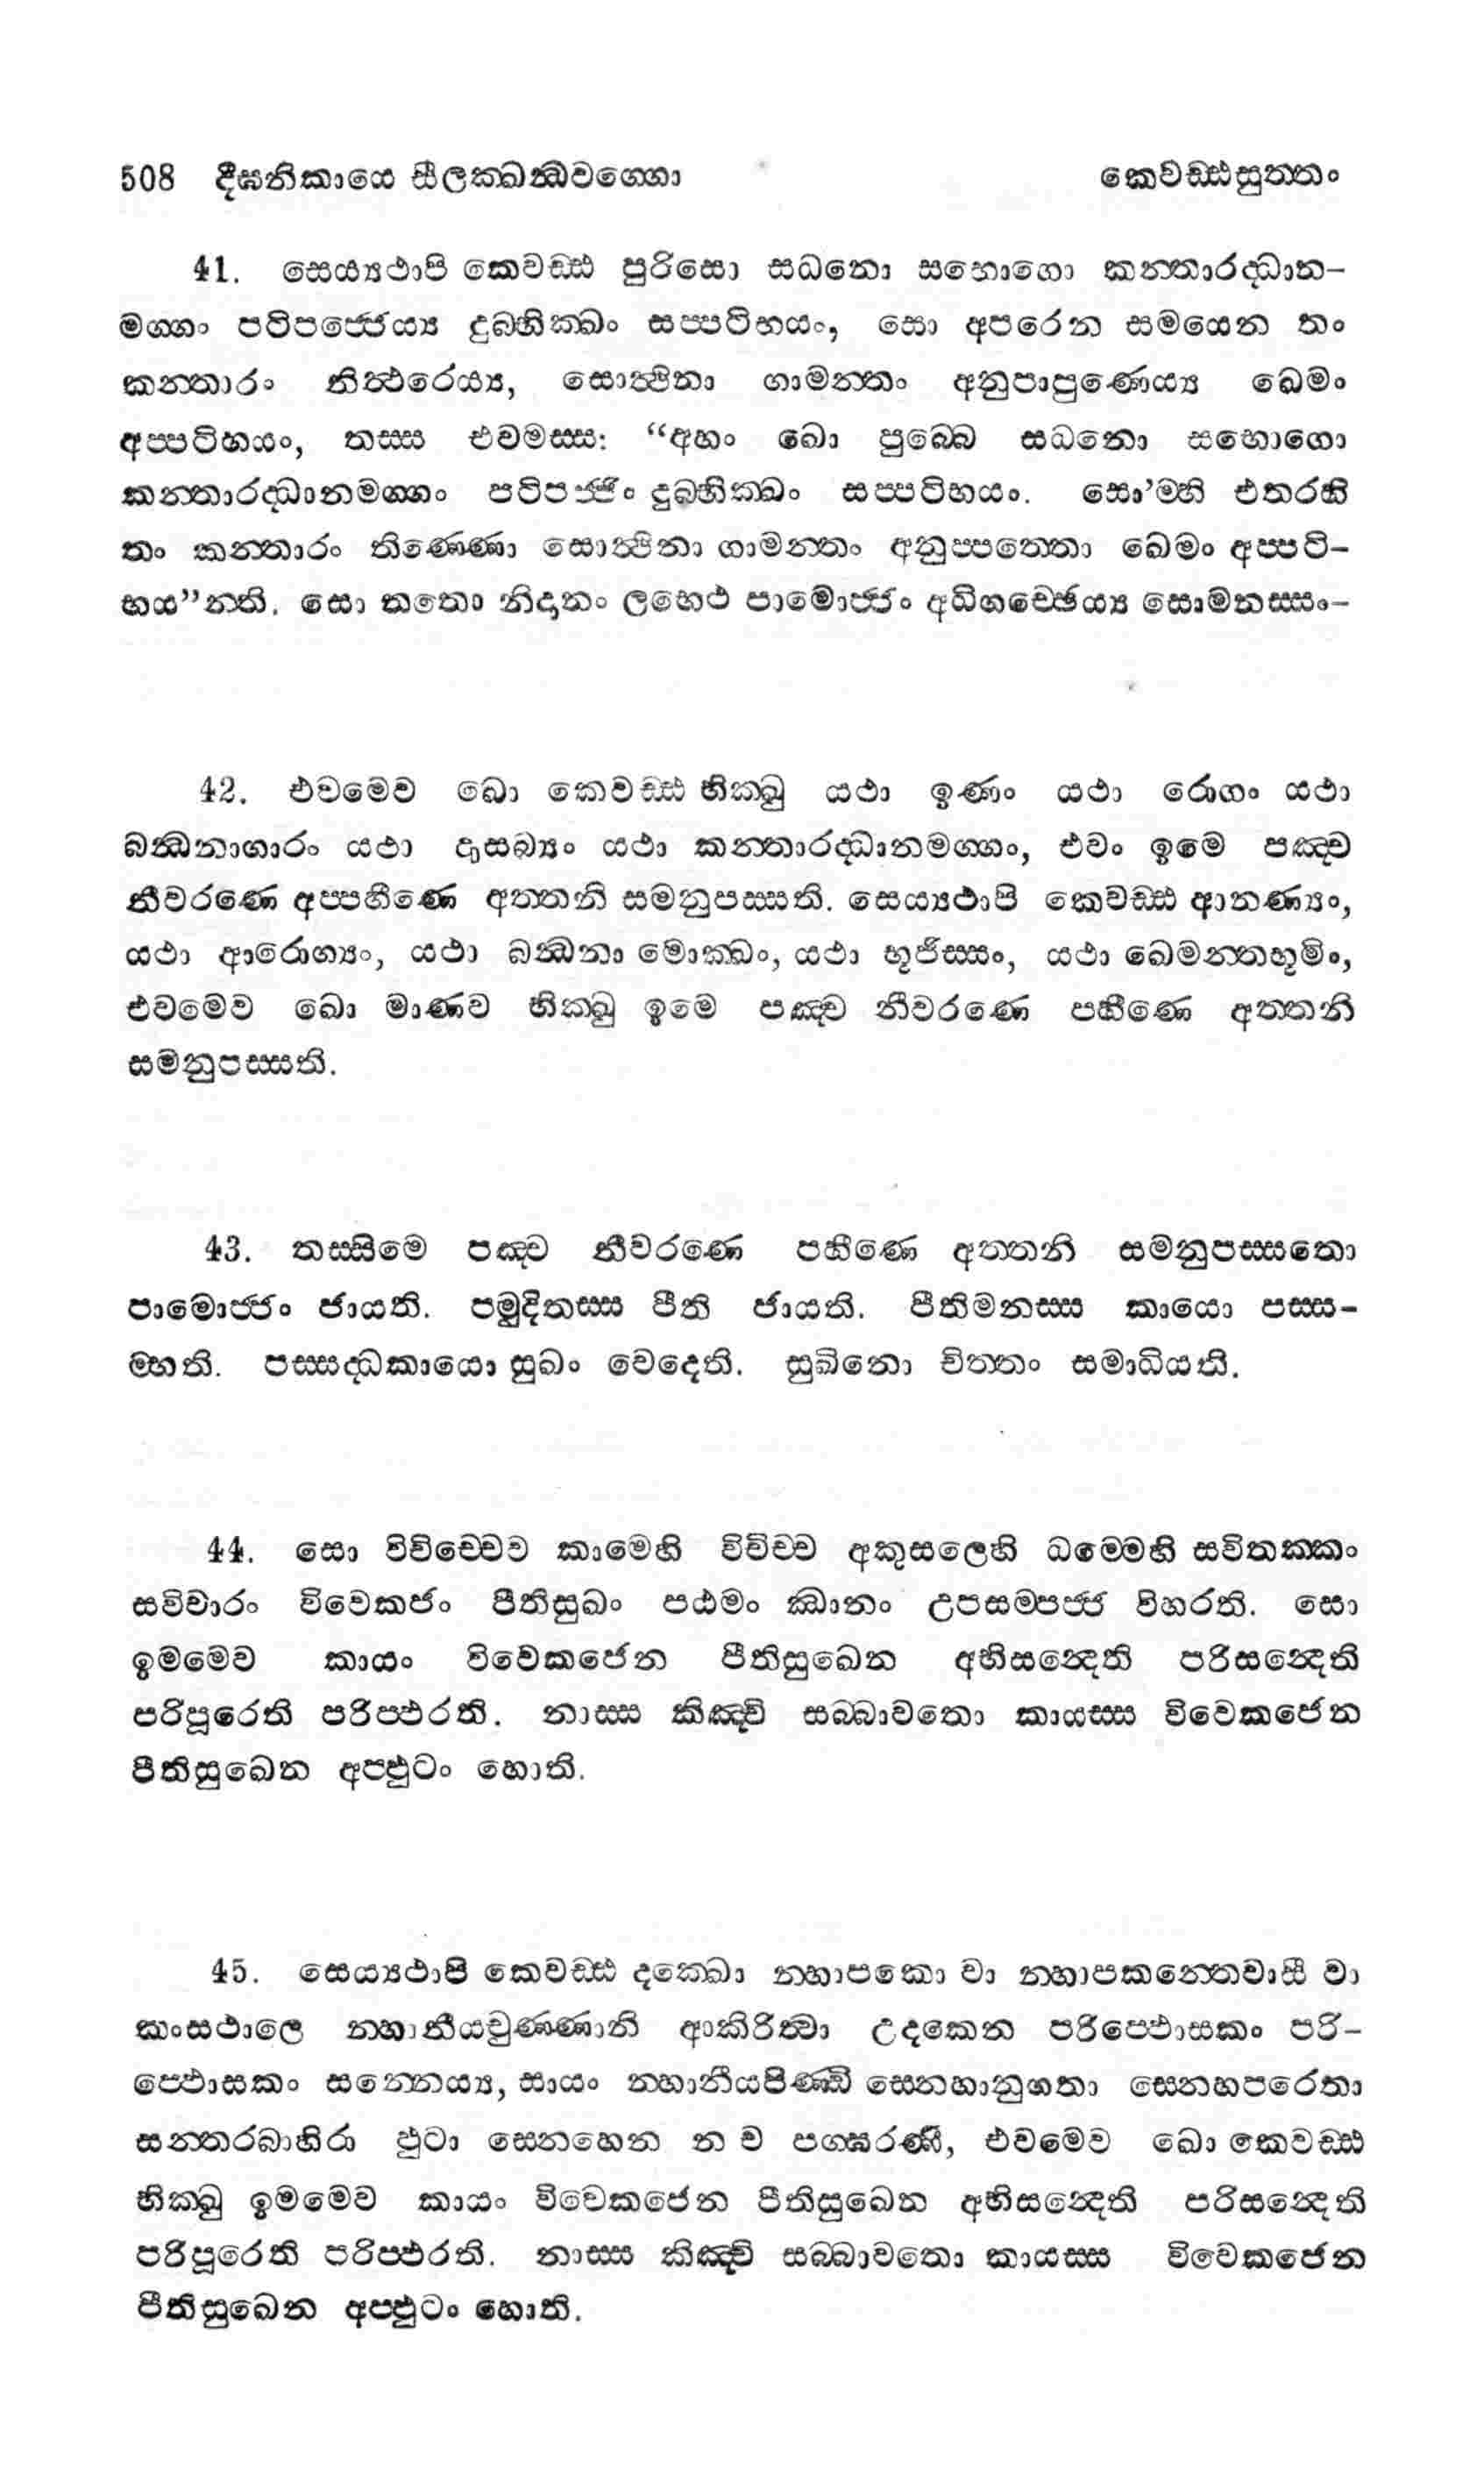 508 දීඝනිකායෙ සීලක්ඛන්ධවග්ගො කෙවඩ්ඪසුත්තං
41. සෙය්‍යථාපි කෙවඩ්ඪ පුරිසො සධනො සභොගො කන්තාරද්ධාන-
මග්ගං පටිපජ්ජෙය්‍ය දුබ්භික්ඛං සප්පටිභයං, සො අපරෙන සමයෙන තං
කන්තාරං නිත්ථරෙය්‍ය, සොත්ථිනා ගාමන්තං අනුපාපුණෙය්‍ය ඛෙමං
අප්පටිභයං, තස්ස එවමස්ස: “අහං ඛො පුබ්බෙ සධනො සභොගො
කන්තාරද්ධානමග්ගං පටිපජ්ජිං දුබ්භික්ඛං සප්පටිභයං. සො’ම්හි එතරහි
තං කන්තාරං තිණ්ණො සොත්ථිනා ගාමන්තං අනුප්පත්තො ඛෙමං අප්පටි-
භය”න්ති. සො තතො නිදානං ලභෙථ පාමොජ්ජං අධිගච්ඡෙය්‍ය සොමනස්සං-
42. එවමෙව ඛො කෙවඩ්ඪ භික්ඛු යථා ඉණං යථා රොගං යථා
බන්ධනාගාරං යථා දාසබ්‍යං යථා කන්තාරද්ධානමග්ගං, එවං ඉමෙ පඤ්ච
නීවරණෙ අප්පහීණෙ අත්තනි සමනුපස්සති. සෙය්‍යථාපි කෙවඩ්ඪ ආනණ්‍යං,
යථා ආරොග්‍යං, යථා බන්ධනා මොක්ඛං, යථා භූජිස්සං, යථා ඛෙමන්තභූමිං,
එවමෙව ඛො මාණව භික්ඛු ඉමෙ පඤ්ච නීවරණෙ පහීණෙ අත්තනි
සමනුපස්සති.
43. තස්සිමෙ පඤ්ච නීවරණෙ පහීණෙ අත්තනි සමනුපස්සතො
පාමොජ්ජං ජායති. පමුදිතස්ස පීති ජායති. පීතිමනස්ස කායො පස්ස-
ම්භති. පස්සද්ධකායො සුඛං වෙදෙති. සුඛිනො චිත්තං සමාධියති.
44. සො විවිච්චෙව කාමෙහි විවිච්ච අකුසලෙහි ධම්මෙහි සවිතක්කං
සවිචාරං විවෙකජං පීතිසුඛං පඨමං ඣානං උපසම්පජ්ජ විහරති. සො
ඉමමෙව කායං විවෙකජෙන පීතිසුඛෙන අභිසන්දෙති පරිසන්දෙති
පරිපූරෙති පරිප්ඵරති. නාස්ස කිඤ්චි සබ්බාවතො කායස්ස විවෙකජෙන
පීතිසුඛෙන අප්ඵුටං හොති.
45. සෙය්‍යථාපි කෙවඩ්ඪ දක්ඛො නහාපකො වා නහාපකන්තෙවාසී වා
කංසථාලෙ නහානීයචුණ්ණානි ආකිරිත්වා උදකෙන පරිප්ඵොසකං පරි-
ප්ඵොසකං සන්නෙය්‍ය, සායං නහානීයපිණ්ඩි සෙනහානුගතා සෙනහපරෙතා
සන්තරබාහිරා ඵුටා සෙනහෙන න ච පග්ඝරණී, එවමෙව ඛො කෙවඩ්ඪ
භික්ඛු ඉමමෙව කායං විවෙකජෙන පීතිසුඛෙන අභිසන්දෙති පරිසන්දෙති
පරිපූරෙති පරිප්ඵරති. නාස්ස කිඤ්චි සබ්බාවතො කායස්ස විවෙකජෙන
පීතිසුඛෙන අප්ඵුටං හොති.